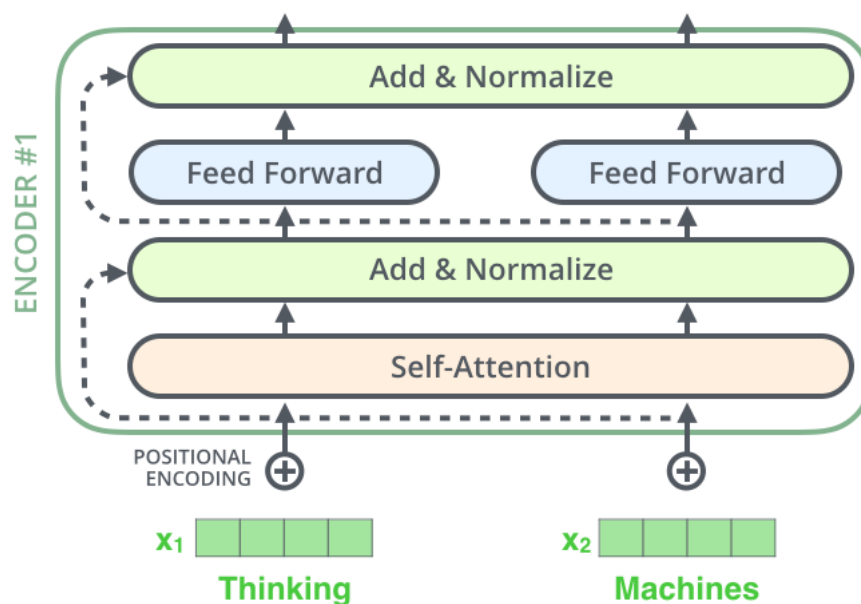 ENCODER #1
Add & Normalize
Feed Forward
Feed Forward
Add & Normalize
Self-Attention
POSITIONAL
ENCODING
x1
x2
Thinking
Machines